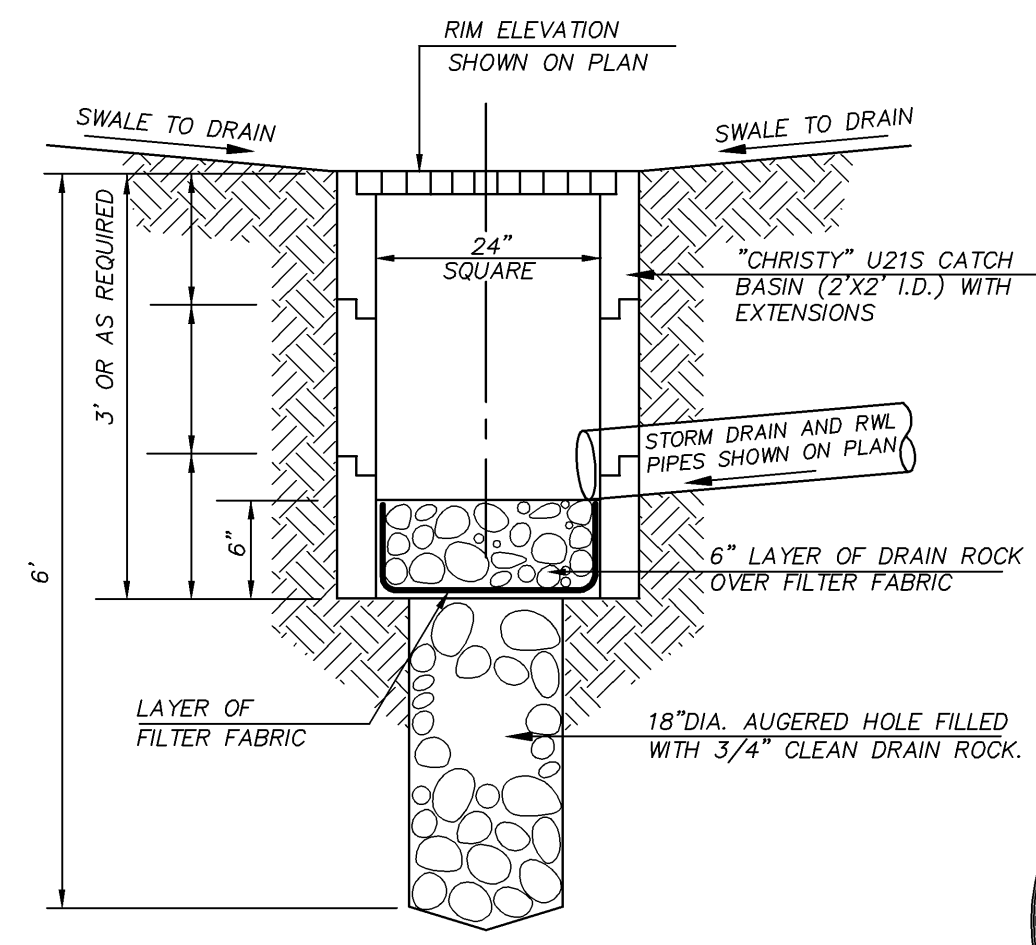 RIM ELEVATION
SHOWN ON PLAN
SWALE TO DRAIN
SWALE TO DRAIN
3' OR AS REQUIRED
24"
SQUARE
"CHRISTY" U21S CATCH
BASIN (2'X2' I.D.) WITH
EXTENSIONS
STORM DRAIN AND RWL
PIPES SHOWN ON PLAN
6"
6'
6" LAYER OF DRAIN ROCK
OVER FILTER FABRIC
LAYER OF
FILTER FABRIC
18"DIA. AUGERED HOLE FILLED
WITH 3/4" CLEAN DRAIN ROCK.